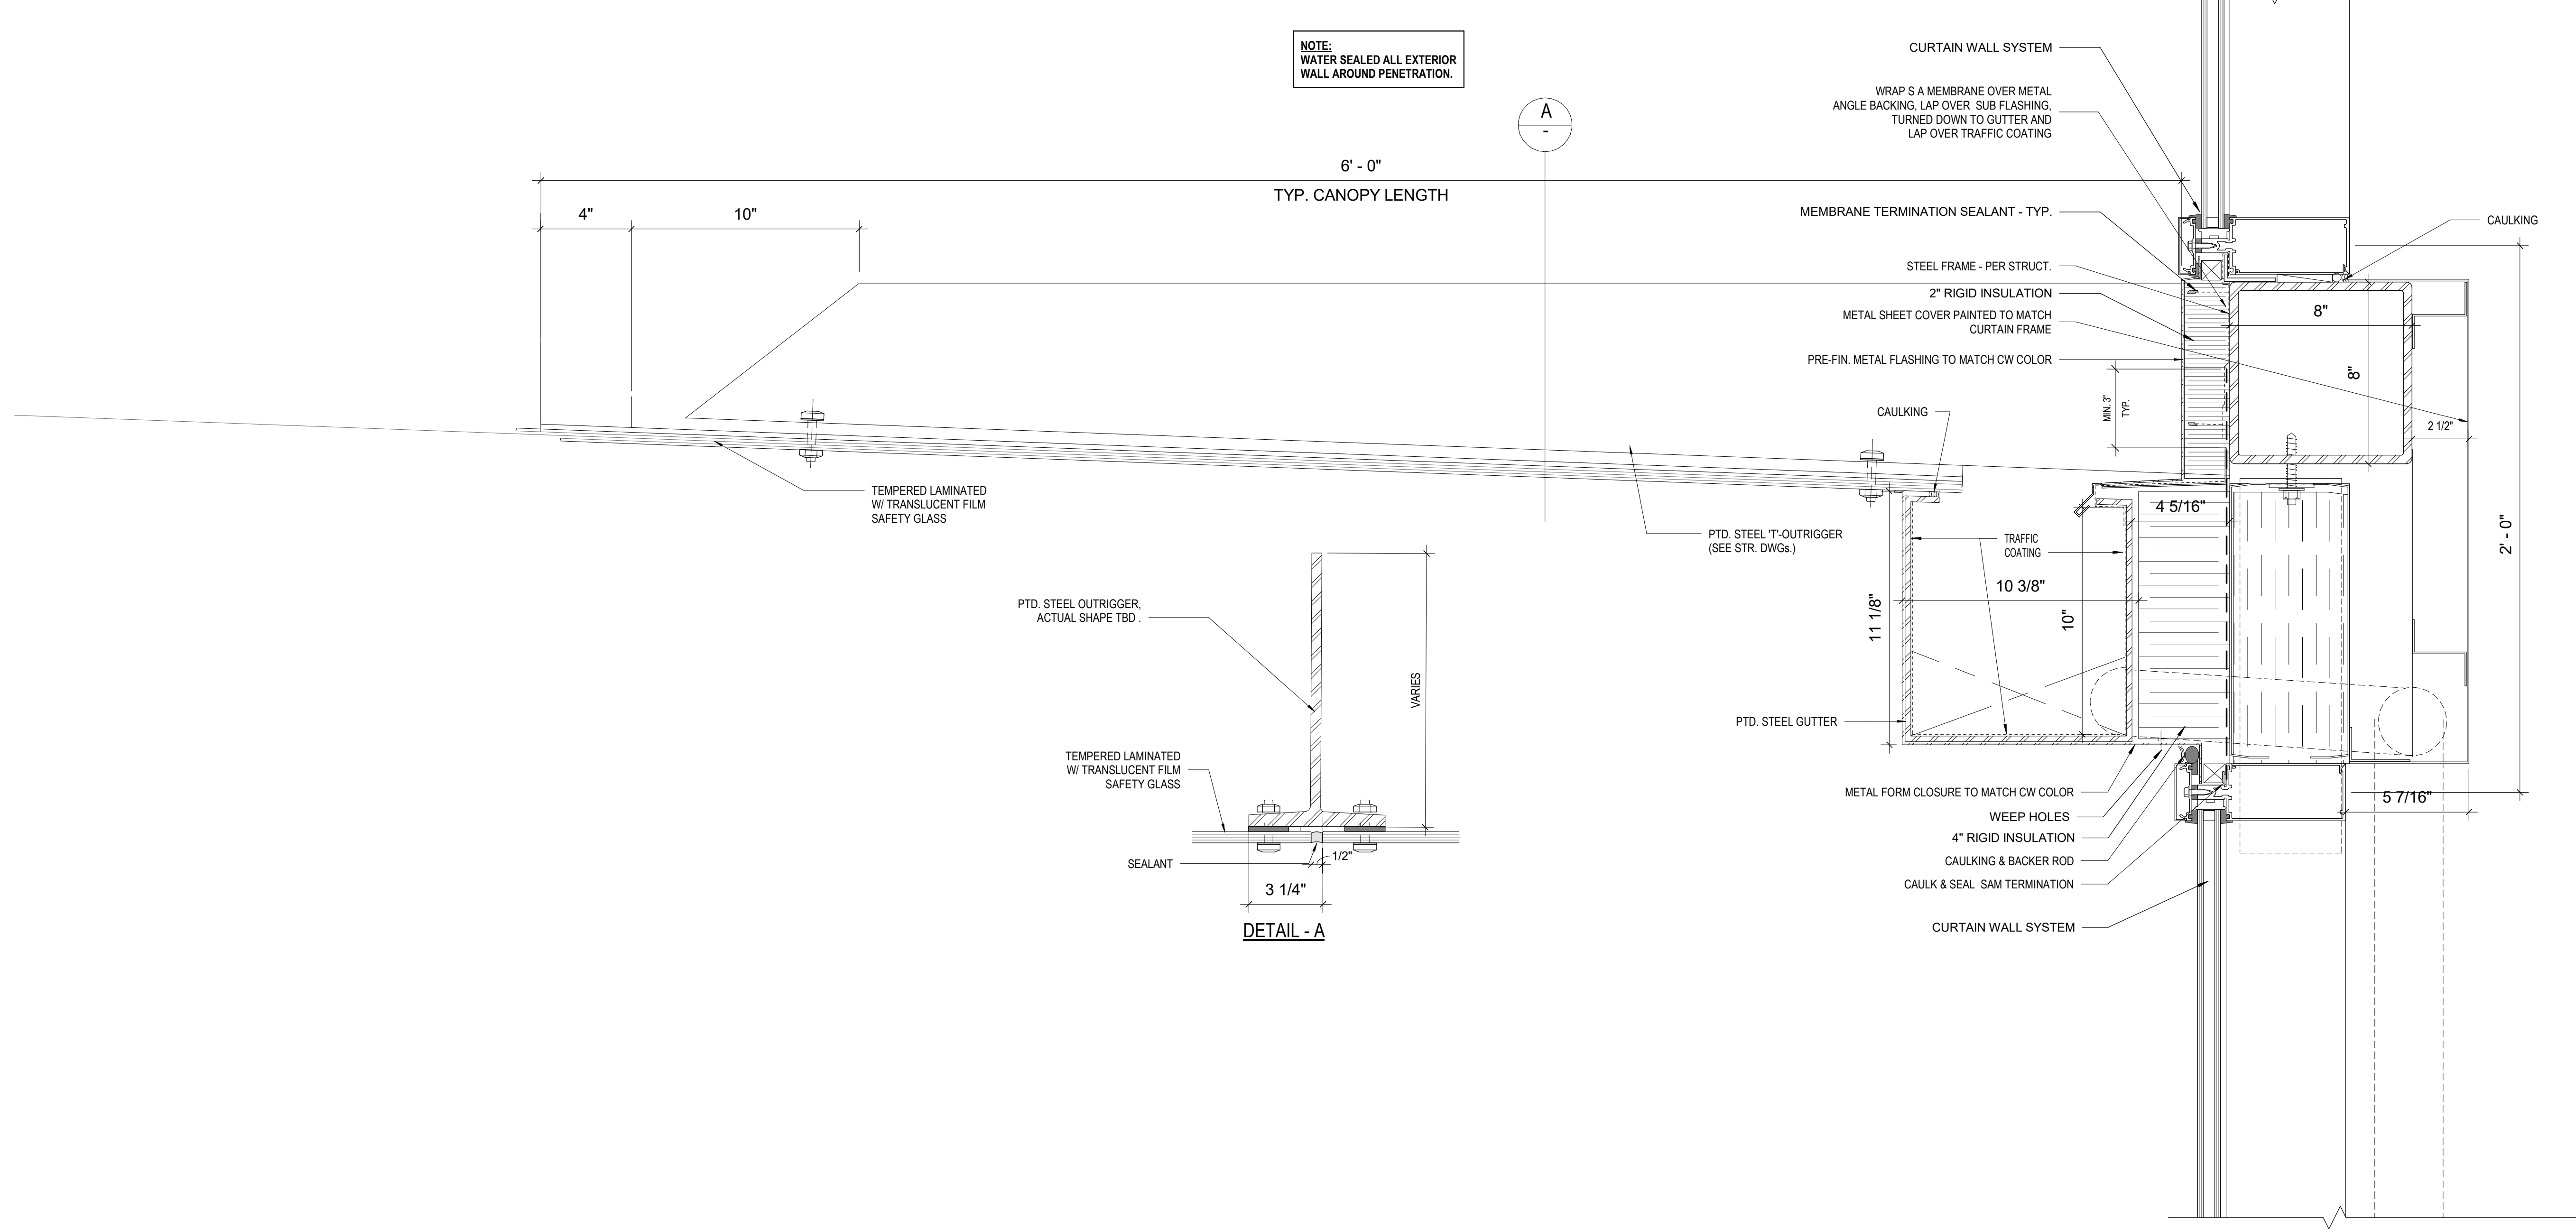 NOTE:
WATER SEALED ALL EXTERIOR
WALL AROUND PENETRATION.
A
-
6' - 0"
TYP. CANOPY LENGTH
4"
10"
CURTAIN WALL SYSTEM
WRAP S A MEMBRANE OVER METAL
ANGLE BACKING, LAP OVER SUB FLASHING,
TURNED DOWN TO GUTTER AND
LAP OVER TRAFFIC COATING
MEMBRANE TERMINATION SEALANT - TYP.
CAULKING
STEEL FRAME - PER STRUCT.
2" RIGID INSULATION
METAL SHEET COVER PAINTED TO MATCH
CURTAIN FRAME
PRE-FIN. METAL FLASHING TO MATCH CW COLOR
8"
8"
MIN. 3"
TYP.
CAULKING
2 1/2"
TEMPERED LAMINATED
W/ TRANSLUCENT FILM
SAFETY GLASS
PTD. STEEL 'T'-OUTRIGGER
(SEE STR. DWGs.)
4 5/16"
TRAFFIC
COATING
10 3/8"
11 1/8"
10"
2' - 0"
PTD. STEEL OUTRIGGER,
ACTUAL SHAPE TBD .
VARIES
PTD. STEEL GUTTER
TEMPERED LAMINATED
W/ TRANSLUCENT FILM
SAFETY GLASS
SEALANT
1/2"
3 1/4"
DETAIL - A
METAL FORM CLOSURE TO MATCH CW COLOR
5 7/16"
WEEP HOLES
4" RIGID INSULATION
CAULKING & BACKER ROD
CAULK & SEAL SAM TERMINATION
CURTAIN WALL SYSTEM